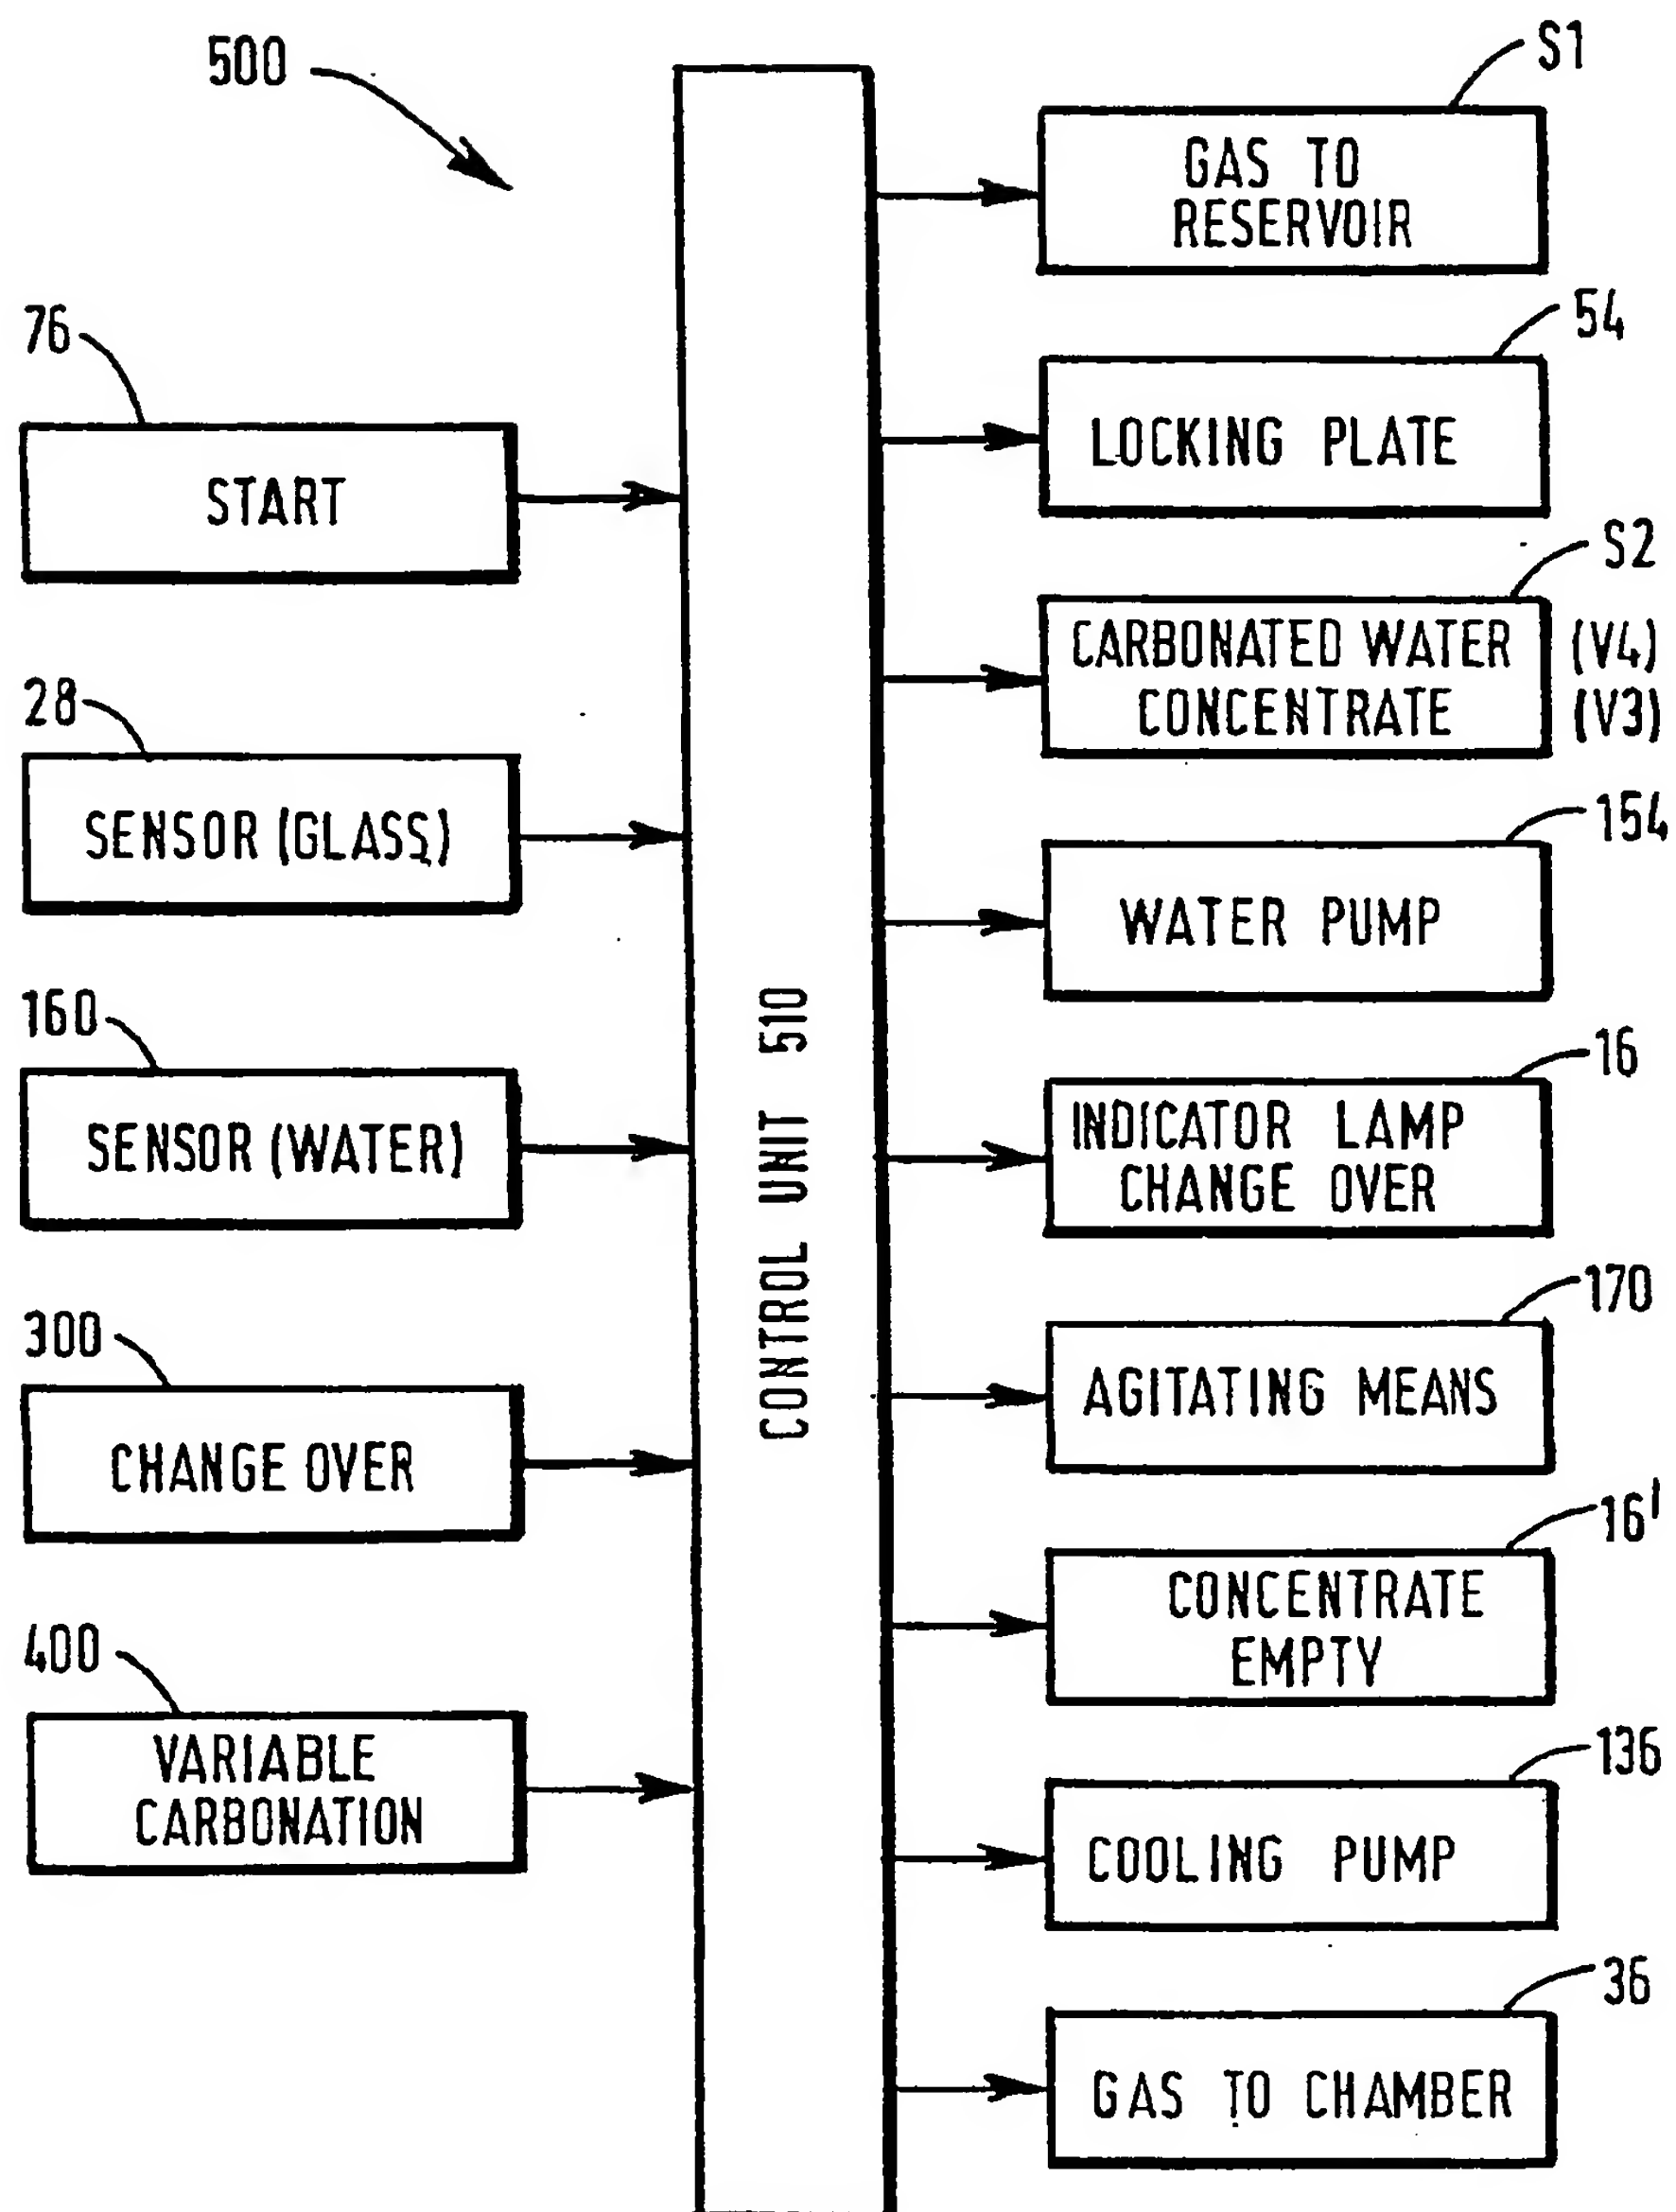 500
76
START
28
SENSOR (GLASS)
160
SENSOR (WATER)
300
CHANGE OVER
400
VARIABLE
CARBONATION
CONTROL UNIT 510
S1
GAS TO
RESERVOIR
54
LOCKING PLATE
S2
CARBONATED WATER (V4)
CONCENTRATE (V3)
154
WATER PUMP
16
INDICATOR LAMP
CHANGE OVER
170
AGITATING MEANS
16'
CONCENTRATE
EMPTY
136
COOLING PUMP
36
GAS TO CHAMBER